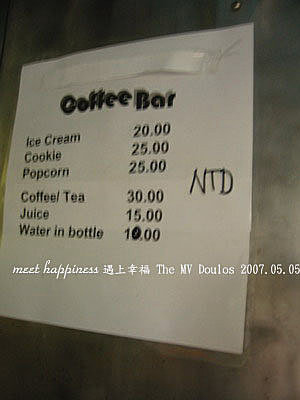 Coffee Bar
Ice Cream 20.00
Cookie 25.00
Popcorn 25.00
NTD
Coffee/ Tea 30.00
Juice 15.00
Water in bottle 10.00
meet happiness 遇上幸福 The MV Doulos 2007.05.05